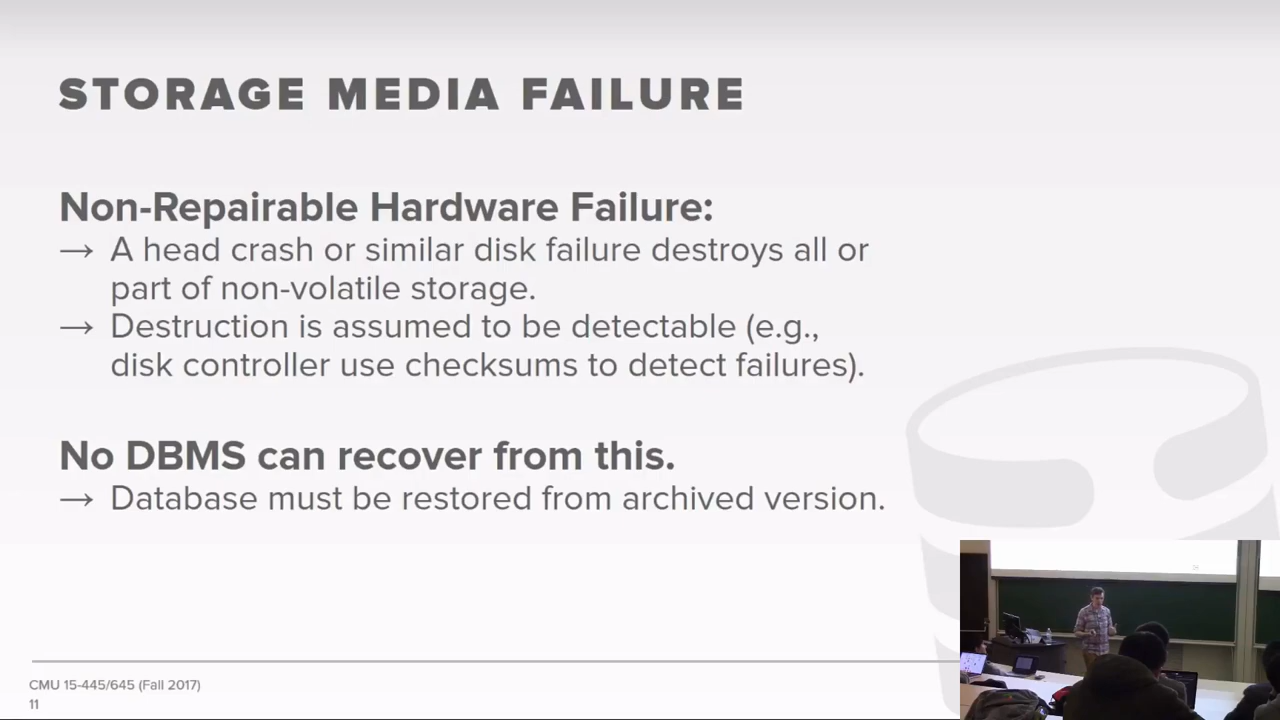 STORAGE MEDIA FAILURE
Non-Repairable Hardware Failure:
→ A head crash or similar disk failure destroys all or
part of non-volatile storage.
→ Destruction is assumed to be detectable (e.g.,
disk controller use checksums to detect failures).
No DBMS can recover from this.
→ Database must be restored from archived version.
CMU 15-445/645 (Fall 2017)
11